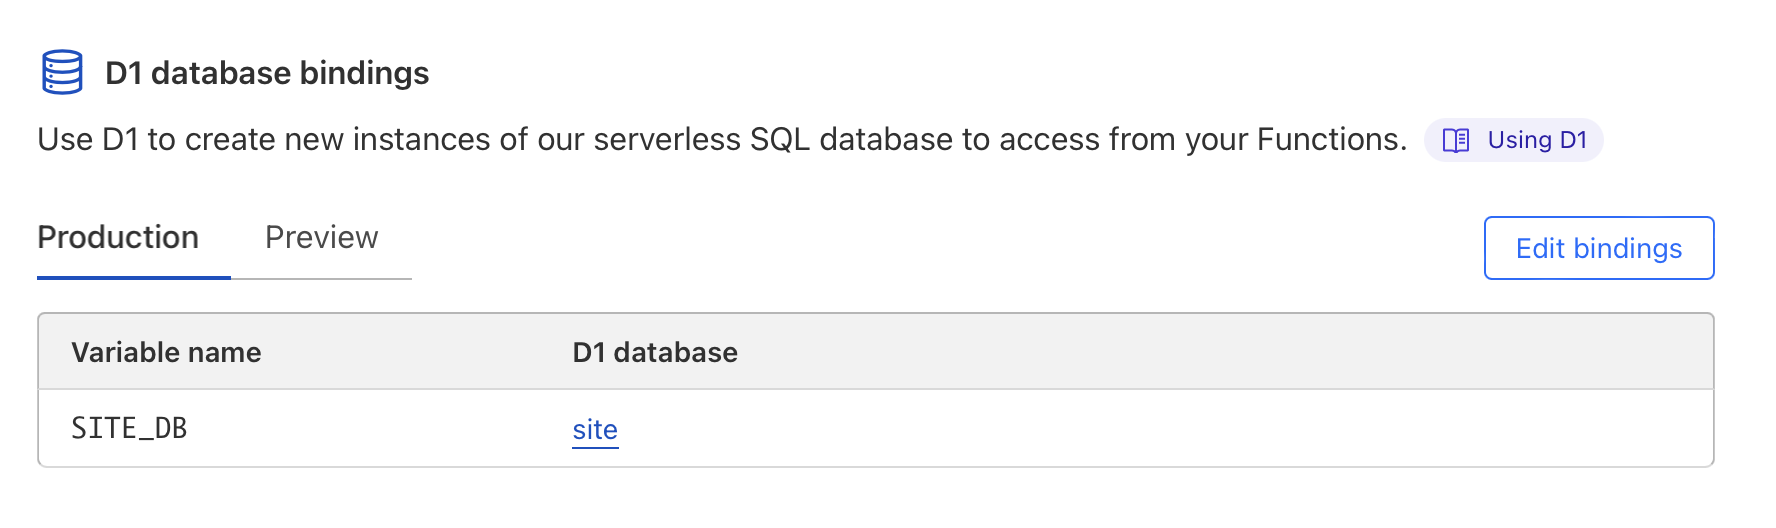 D1 database bindings
Use D1 to create new instances of our serverless SQL database to access from your Functions. Using D1
Production Preview Edit bindings
Variable name D1 database
SITE_DB site